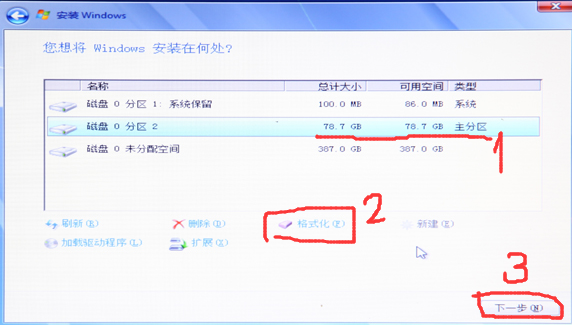 安装 Windows
您想将 Windows 安装在何处?
名称 总计大小 可用空间 类型
磁盘 0 分区 1: 系统保留 100.0 MB 86.0 MB 系统
磁盘 0 分区 2 78.7 GB 78.7 GB 主分区
磁盘 0 未分配空间 387.0 GB 387.0 GB
1
2
刷新(R) 删除(D) 格式化(F) 新建(E)
加载驱动程序(L) 扩展(X)
3
下一步(N)